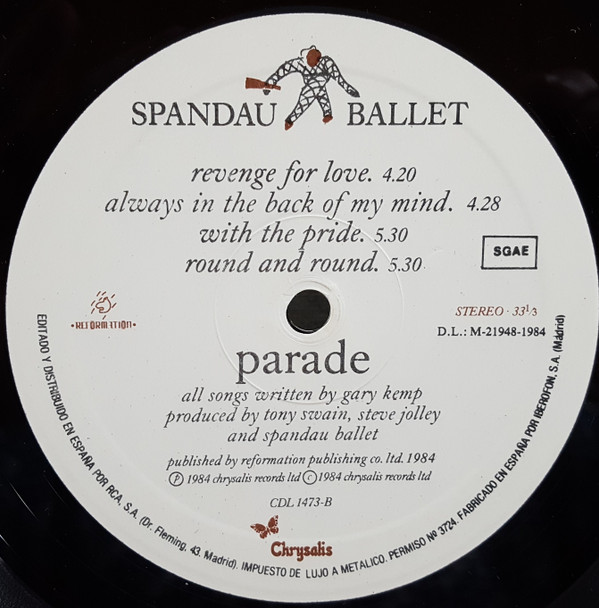 SPANDAU BALLET
revenge for love. 4.20
always in the back of my mind. 4.28
with the pride. 5.30
round and round. 5.30
SGAE
• REFORMATION •
STEREO · 33 1/3
D.L.: M-21948-1984
parade
all songs written by gary kemp
produced by tony swain, steve jolley
and spandau ballet
published by reformation publishing co. ltd. 1984
Ⓟ 1984 chrysalis records ltd Ⓒ 1984 chrysalis records ltd
CDL 1473-B
Chrysalis
EDITADO Y DISTRIBUIDO EN ESPAÑA POR RCA, S.A. (Dr. Fleming, 43. Madrid). IMPUESTO DE LUJO A METALICO. PERMISO Nº 3724. FABRICADO EN ESPAÑA POR IBEROFON, S.A. (Madrid)